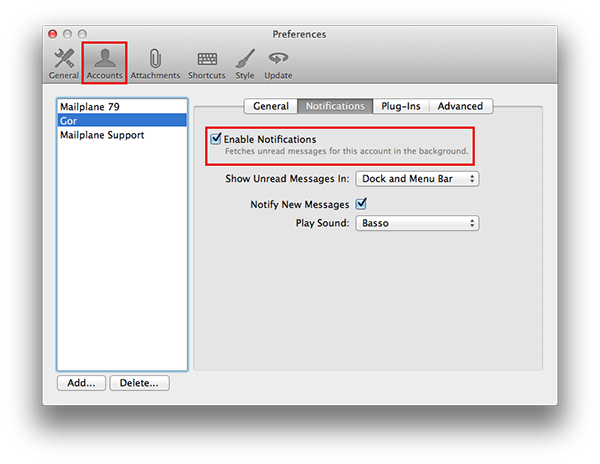 Preferences
General Accounts Attachments Shortcuts Style Update
Mailplane 79
Gor
Mailplane Support
General Notifications Plug-Ins Advanced
Enable Notifications
Fetches unread messages for this account in the background.
Show Unread Messages In: Dock and Menu Bar
Notify New Messages
Play Sound: Basso
Add... Delete...